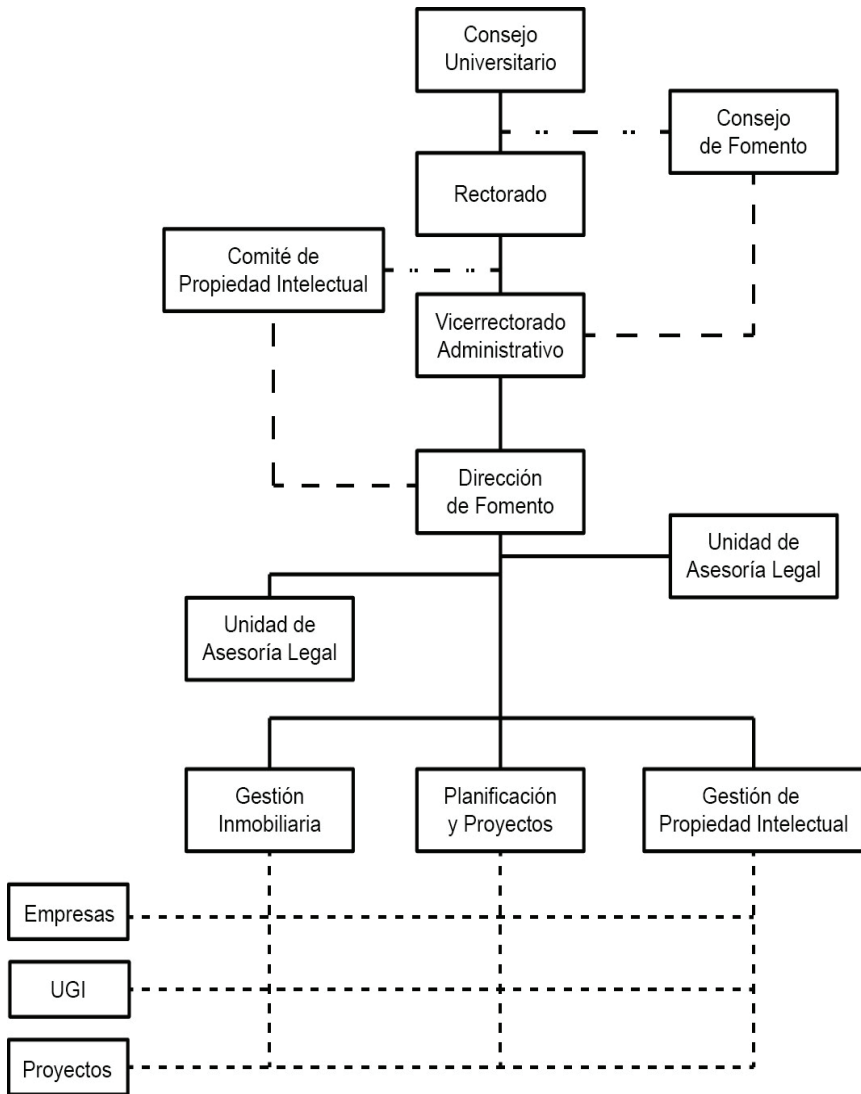 Consejo
Universitario
Consejo
de Fomento
Rectorado
Comité de
Propiedad Intelectual
Vicerrectorado
Administrativo
Dirección
de Fomento
Unidad de
Asesoría Legal
Unidad de
Asesoría Legal
Gestión
Inmobiliaria
Planificación
y Proyectos
Gestión de
Propiedad Intelectual
Empresas
UGI
Proyectos